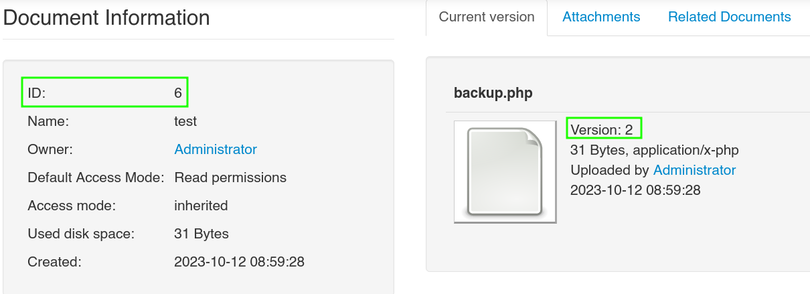 Document Information
ID: 6
Name: test
Owner: Administrator
Default Access Mode: Read permissions
Access mode: inherited
Used disk space: 31 Bytes
Created: 2023-10-12 08:59:28
Current version Attachments Related Documents
backup.php
Version: 2
31 Bytes, application/x-php
Uploaded by Administrator
2023-10-12 08:59:28